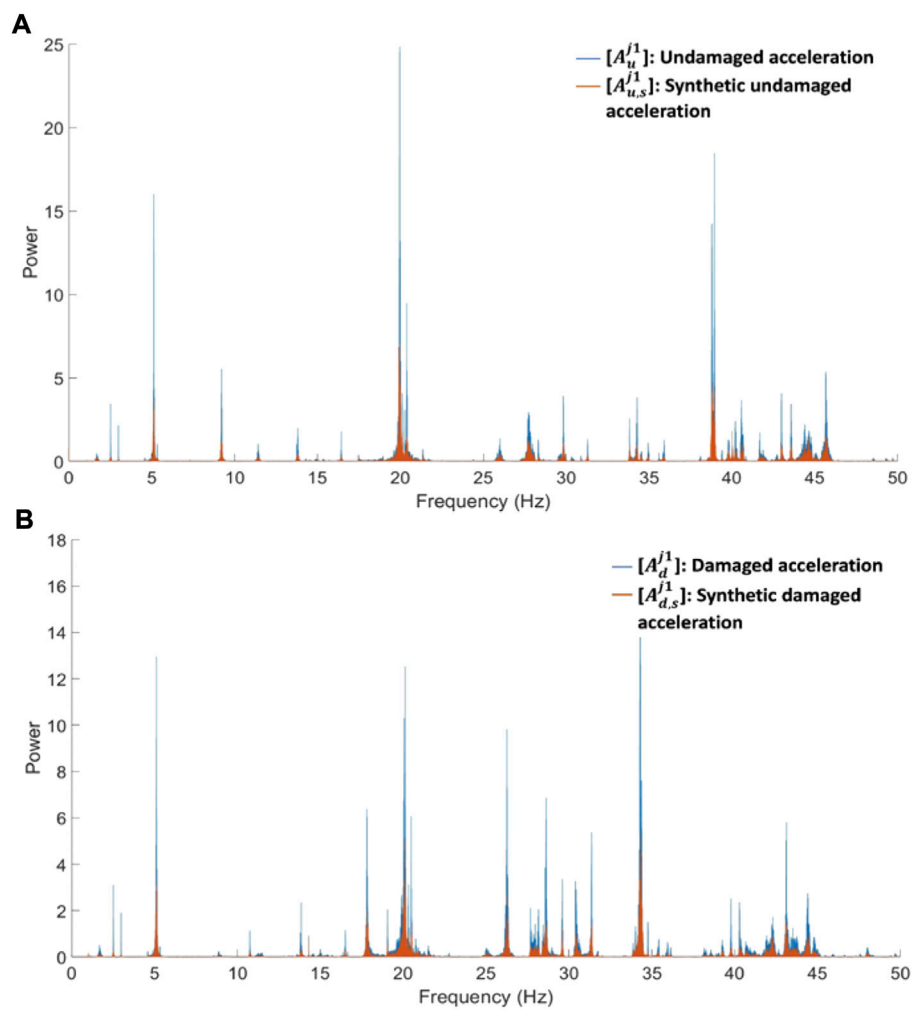 A
25
20
15
10
5
0
Power
0 5 10 15 20 25 30 35 40 45 50
Frequency (Hz)
[A_u^{j1}]: Undamaged acceleration
[A_{u,s}^{j1}]: Synthetic undamaged
acceleration
B
18
16
14
12
10
8
6
4
2
0
Power
0 5 10 15 20 25 30 35 40 45 50
Frequency (Hz)
[A_d^{j1}]: Damaged acceleration
[A_{d,s}^{j1}]: Synthetic damaged
acceleration